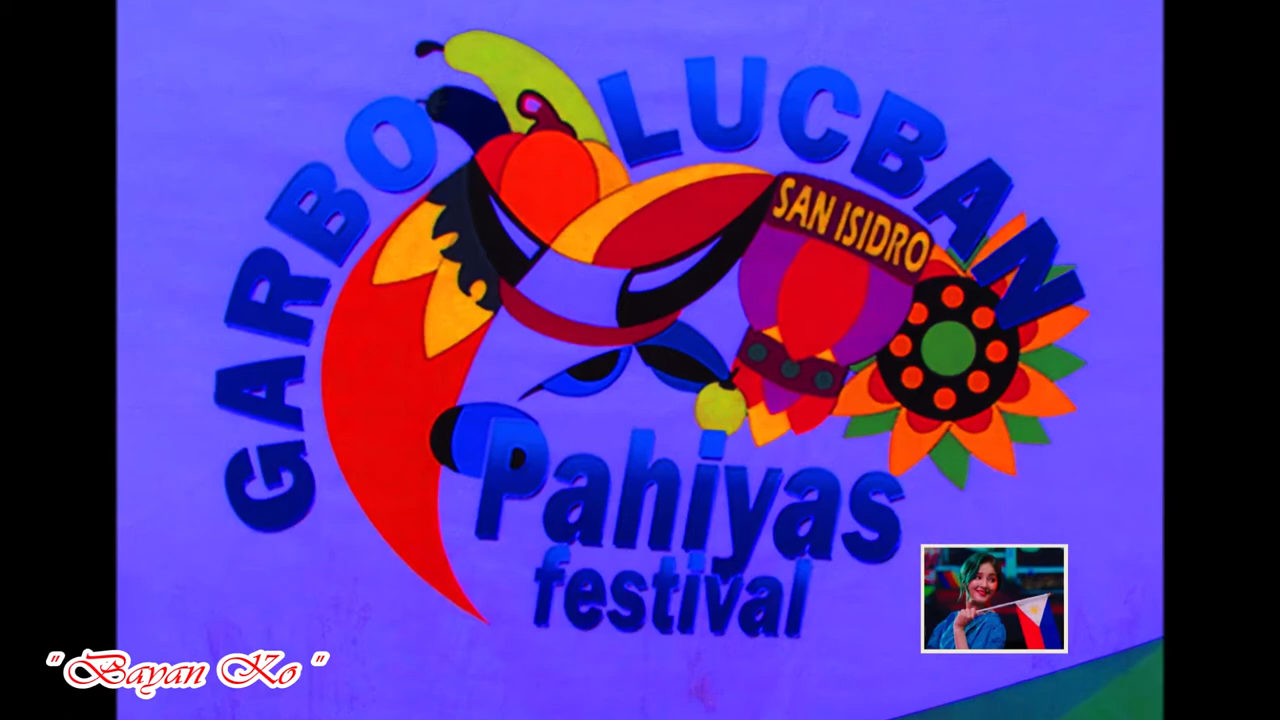 GARBO LUCBAN
SAN ISIDRO
Pahiyas
festival
" Bayan Ko "